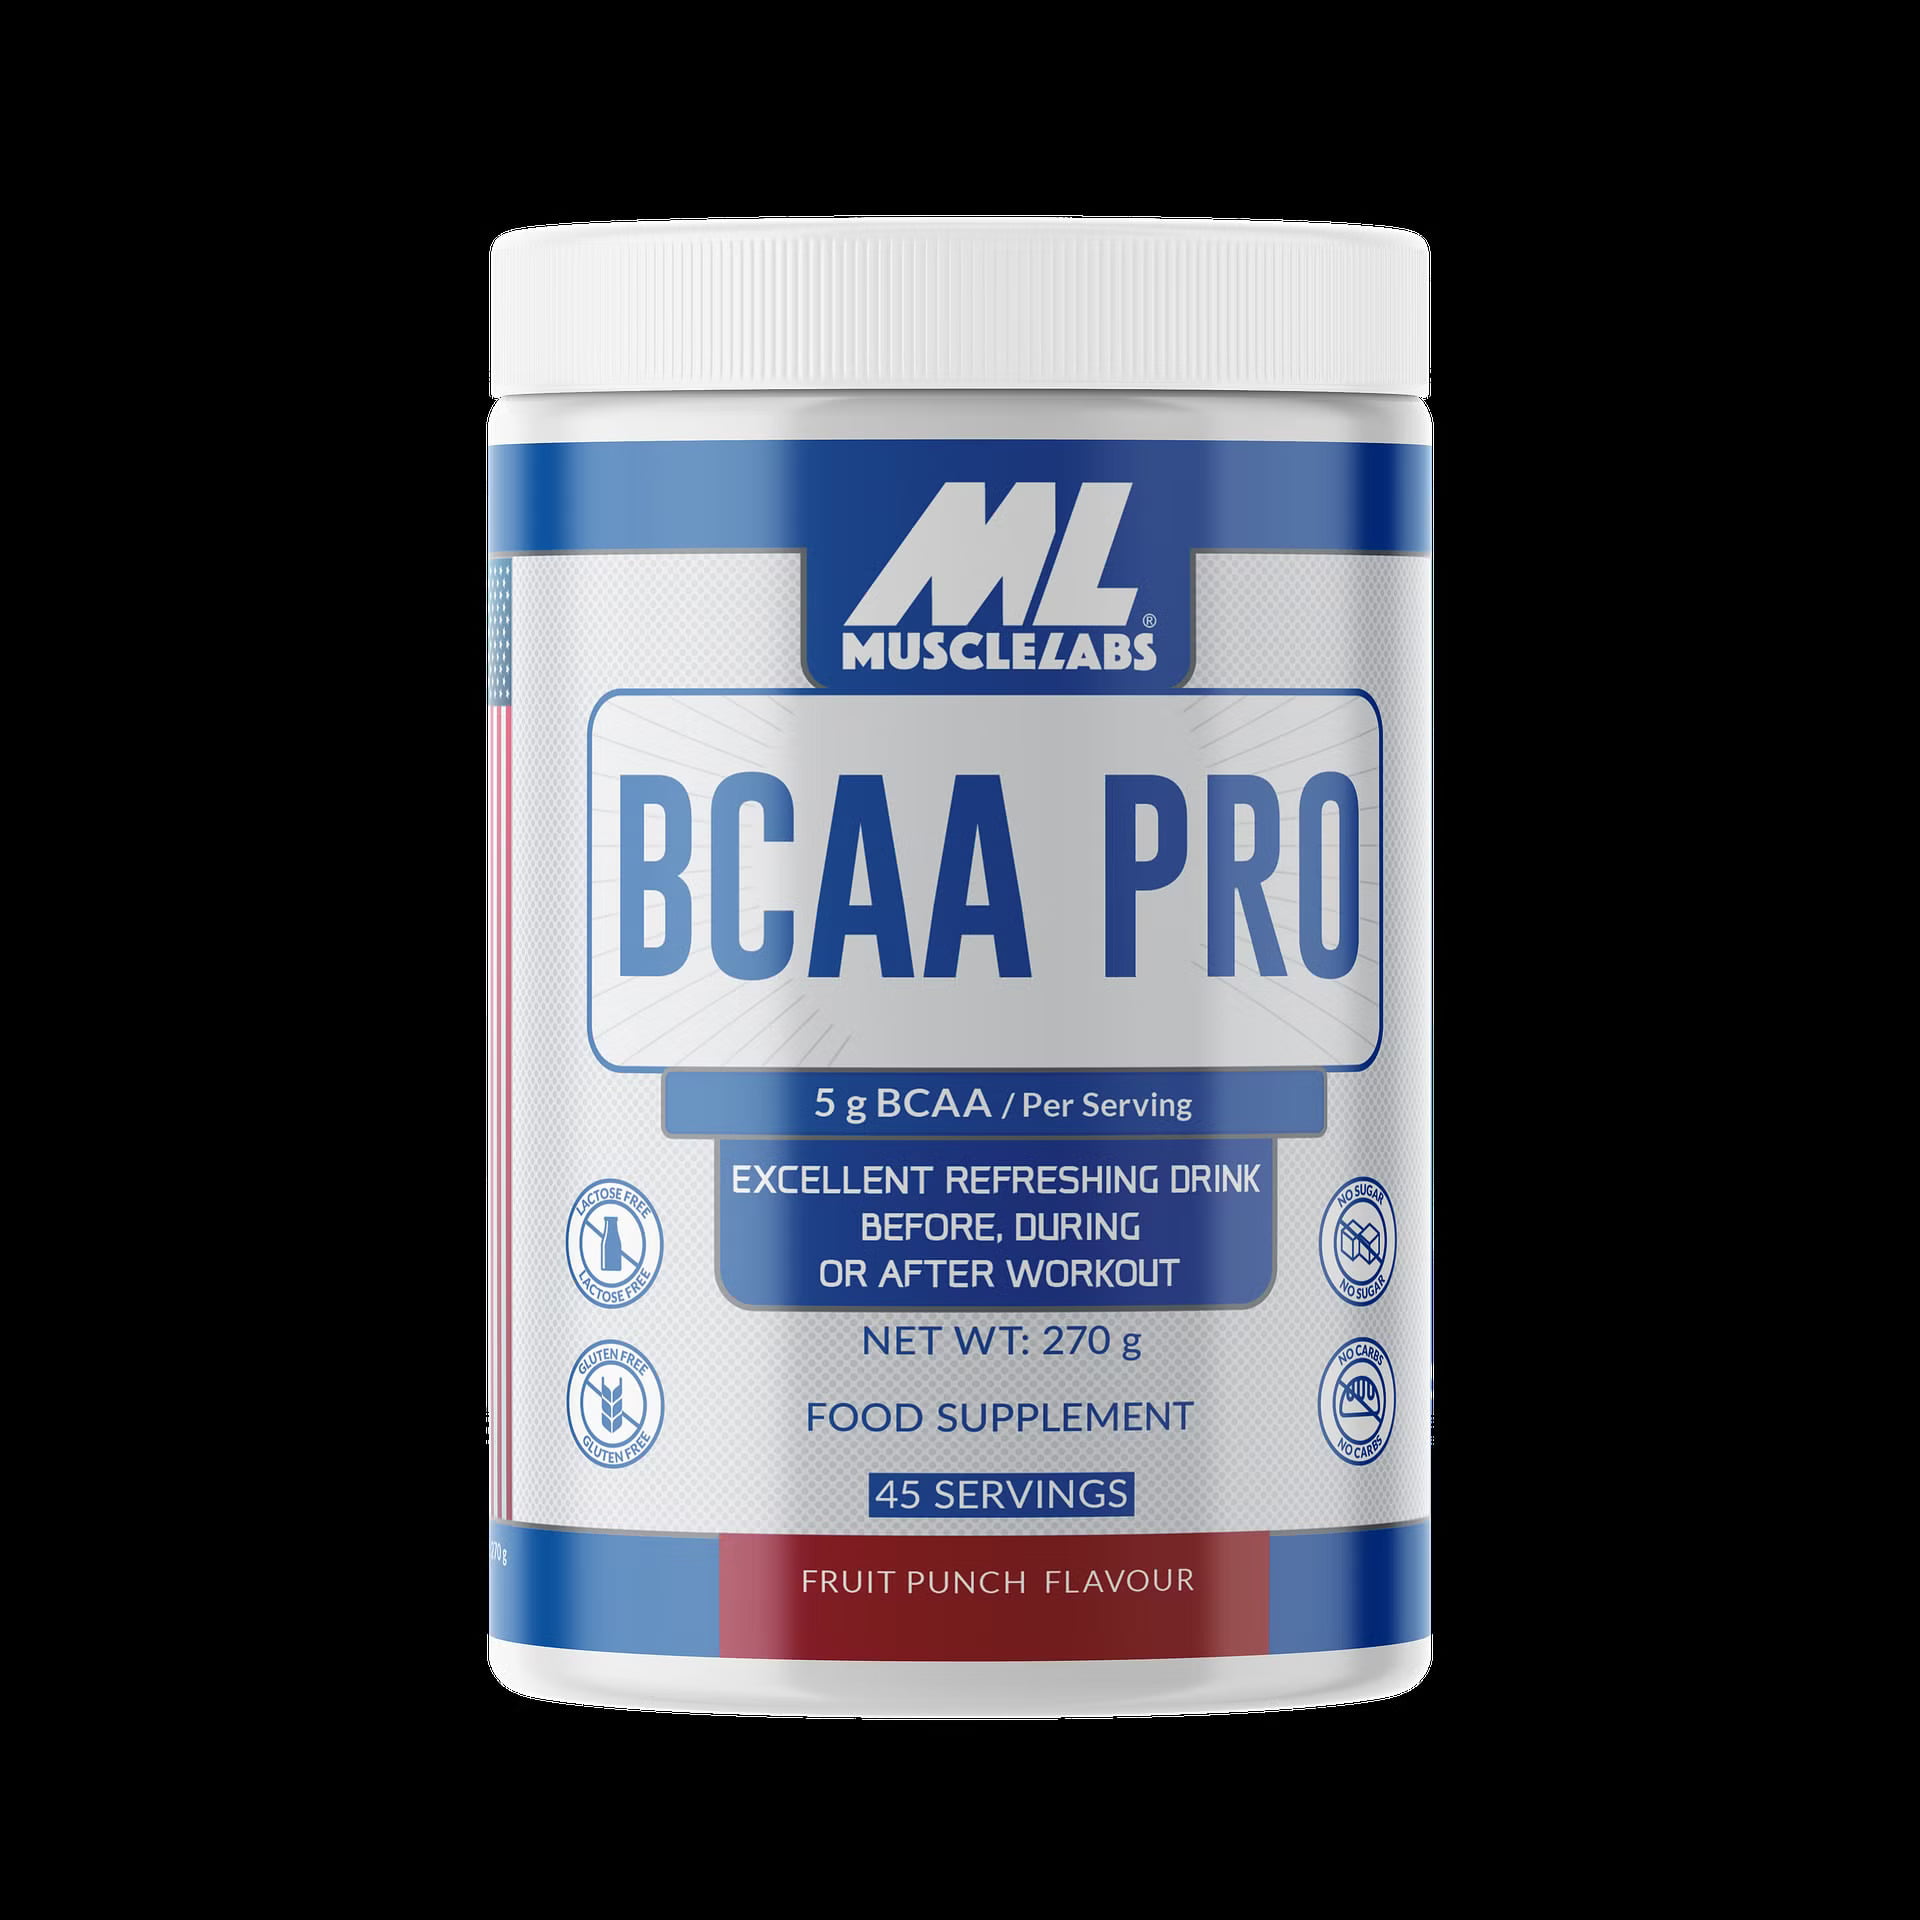 ML®
MUSCLELABS
BCAA PRO
5 g BCAA / Per Serving
EXCELLENT REFRESHING DRINK
BEFORE, DURING
OR AFTER WORKOUT
LACTOSE FREE
LACTOSE FREE
NO SUGAR
NO SUGAR
NET WT: 270 g
GLUTEN FREE
GLUTEN FREE
NO CARBS
NO CARBS
FOOD SUPPLEMENT
45 SERVINGS
270 g
FRUIT PUNCH FLAVOUR